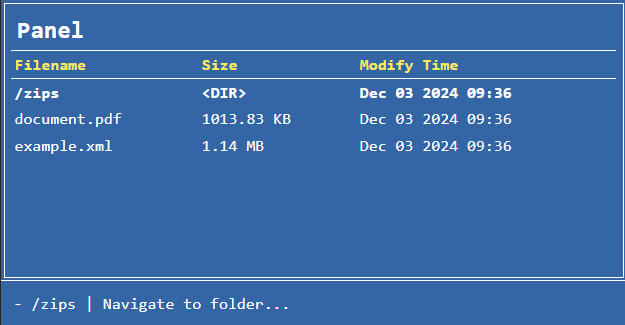 Panel
Filename Size Modify Time
/zips <DIR> Dec 03 2024 09:36
document.pdf 1013.83 KB Dec 03 2024 09:36
example.xml 1.14 MB Dec 03 2024 09:36
- /zips | Navigate to folder...